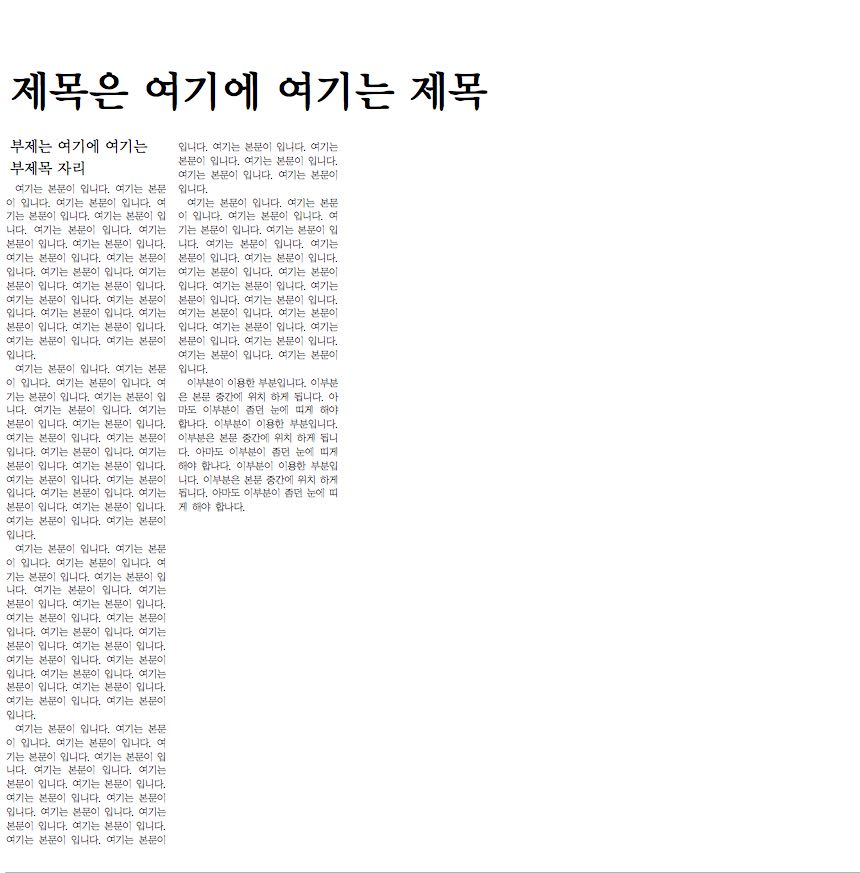 제목은 여기에 여기는 제목
부제는 여기에 여기는
부제목 자리
여기는 본문이 입니다. 여기는 본문
이 입니다. 여기는 본문이 입니다. 여
기는 본문이 입니다. 여기는 본문이 입
니다. 여기는 본문이 입니다. 여기는
본문이 입니다. 여기는 본문이 입니다.
여기는 본문이 입니다. 여기는 본문이
입니다. 여기는 본문이 입니다. 여기는
본문이 입니다. 여기는 본문이 입니다.
여기는 본문이 입니다. 여기는 본문이
입니다. 여기는 본문이 입니다. 여기는
본문이 입니다. 여기는 본문이 입니다.
여기는 본문이 입니다. 여기는 본문이
입니다.
여기는 본문이 입니다. 여기는 본문
이 입니다. 여기는 본문이 입니다. 여
기는 본문이 입니다. 여기는 본문이 입
니다. 여기는 본문이 입니다. 여기는
본문이 입니다. 여기는 본문이 입니다.
여기는 본문이 입니다. 여기는 본문이
입니다. 여기는 본문이 입니다. 여기는
본문이 입니다. 여기는 본문이 입니다.
여기는 본문이 입니다. 여기는 본문이
입니다. 여기는 본문이 입니다. 여기는
본문이 입니다. 여기는 본문이 입니다.
여기는 본문이 입니다. 여기는 본문이
입니다.
여기는 본문이 입니다. 여기는 본문
이 입니다. 여기는 본문이 입니다. 여
기는 본문이 입니다. 여기는 본문이 입
니다. 여기는 본문이 입니다. 여기는
본문이 입니다. 여기는 본문이 입니다.
여기는 본문이 입니다. 여기는 본문이
입니다. 여기는 본문이 입니다. 여기는
본문이 입니다. 여기는 본문이 입니다.
여기는 본문이 입니다. 여기는 본문이
입니다. 여기는 본문이 입니다. 여기는
본문이 입니다. 여기는 본문이 입니다.
여기는 본문이 입니다. 여기는 본문이
입니다.
여기는 본문이 입니다. 여기는 본문
이 입니다. 여기는 본문이 입니다. 여
기는 본문이 입니다. 여기는 본문이 입
니다. 여기는 본문이 입니다. 여기는
본문이 입니다. 여기는 본문이 입니다.
여기는 본문이 입니다. 여기는 본문이
입니다. 여기는 본문이 입니다. 여기는
본문이 입니다. 여기는 본문이 입니다.
여기는 본문이 입니다. 여기는 본문이
입니다. 여기는 본문이 입니다. 여기는
본문이 입니다. 여기는 본문이 입니다.
여기는 본문이 입니다. 여기는 본문이
입니다.
여기는 본문이 입니다. 여기는 본문
이 입니다. 여기는 본문이 입니다. 여
기는 본문이 입니다. 여기는 본문이 입
니다. 여기는 본문이 입니다. 여기는
본문이 입니다. 여기는 본문이 입니다.
여기는 본문이 입니다. 여기는 본문이
입니다. 여기는 본문이 입니다. 여기는
본문이 입니다. 여기는 본문이 입니다.
여기는 본문이 입니다. 여기는 본문이
입니다. 여기는 본문이 입니다. 여기는
본문이 입니다. 여기는 본문이 입니다.
여기는 본문이 입니다. 여기는 본문이
입니다.
이부분이 이용한 부분입니다. 이부분
은 본문 중간에 위치 하게 됩니다. 아
마도 이부분이 좀던 눈에 띠게 해야
합나다. 이부분이 이용한 부분입니다.
이부분은 본문 중간에 위치 하게 됩니
다. 아마도 이부분이 좀던 눈에 띠게
해야 합나다. 이부분이 이용한 부분입
니다. 이부분은 본문 중간에 위치 하게
됩니다. 아마도 이부분이 좀던 눈에 띠
게 해야 합나다.